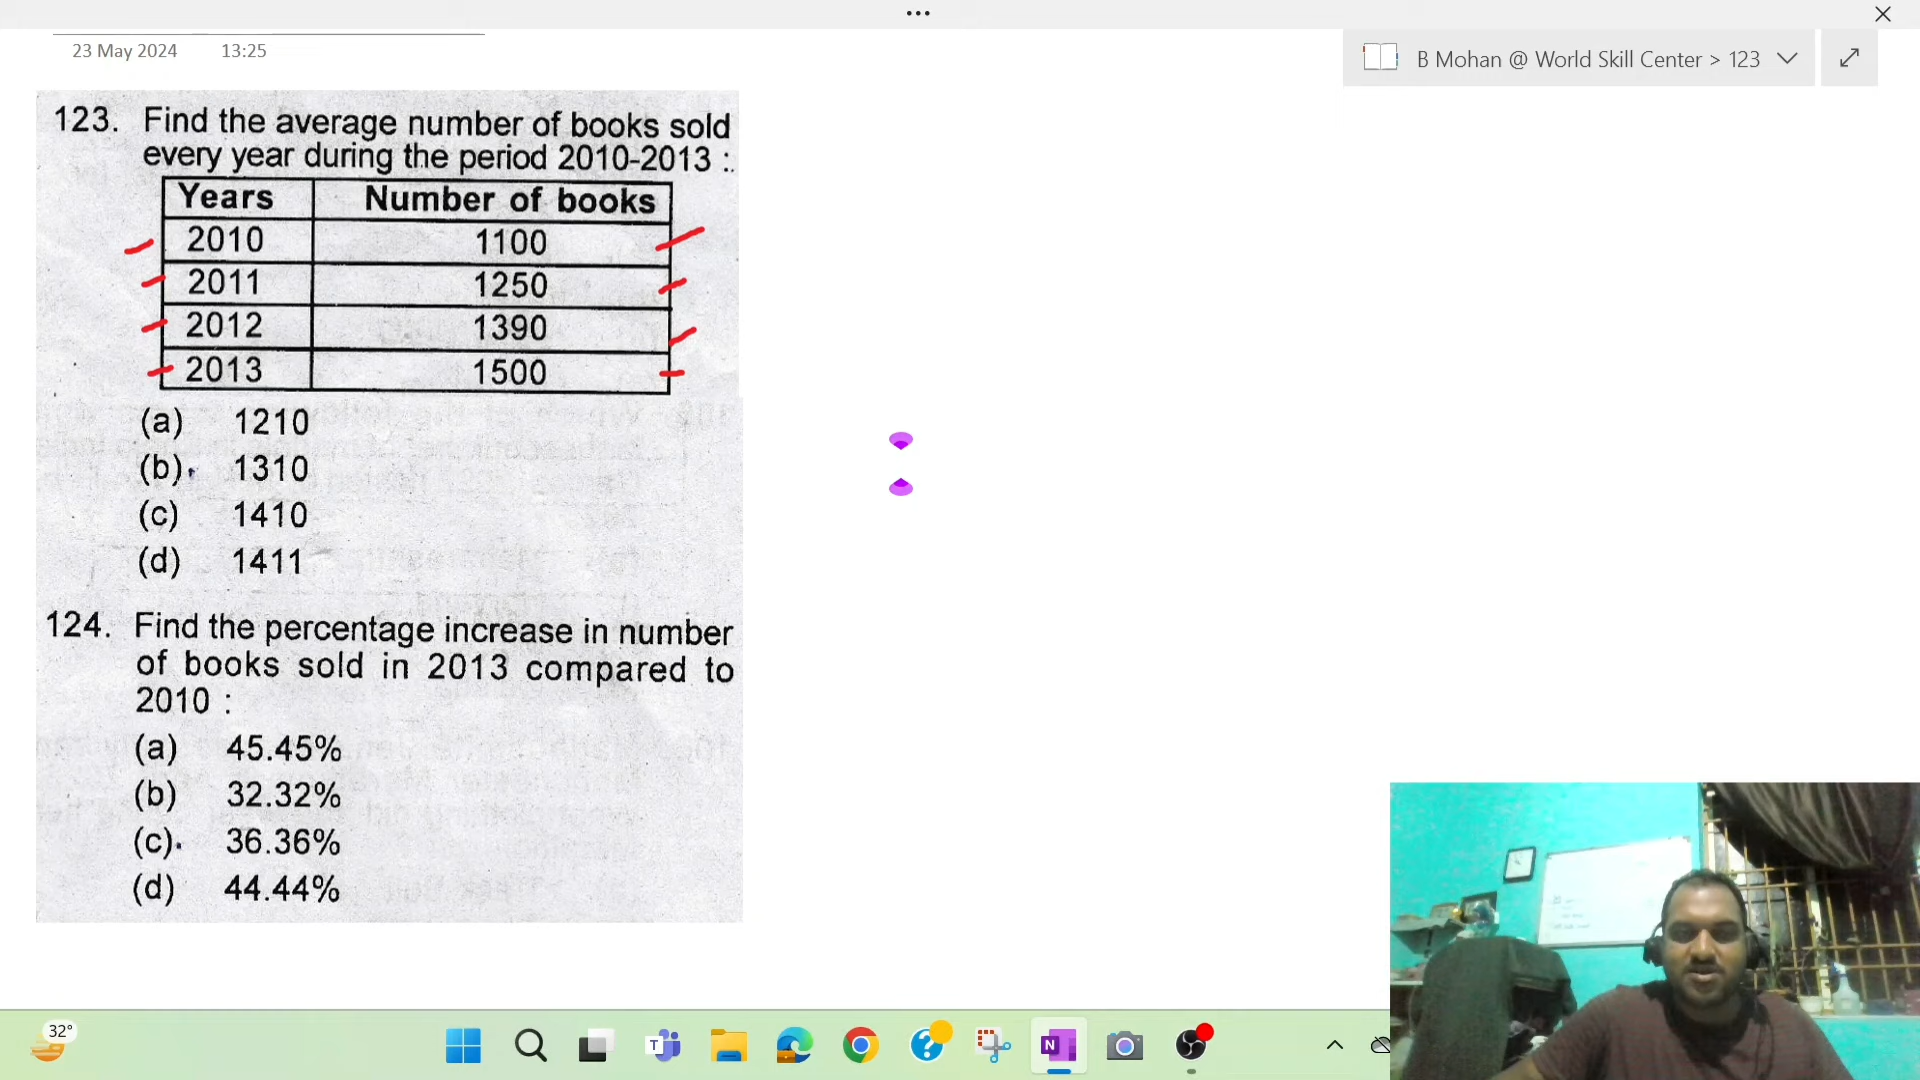 23 May 2024 13:25
B Mohan @ World Skill Center > 123
123. Find the average number of books sold
every year during the period 2010-2013 :
Years Number of books
2010 1100
2011 1250
2012 1390
2013 1500
(a) 1210
(b) 1310
(c) 1410
(d) 1411
124. Find the percentage increase in number
of books sold in 2013 compared to
2010 :
(a) 45.45%
(b) 32.32%
(c) 36.36%
(d) 44.44%
32°